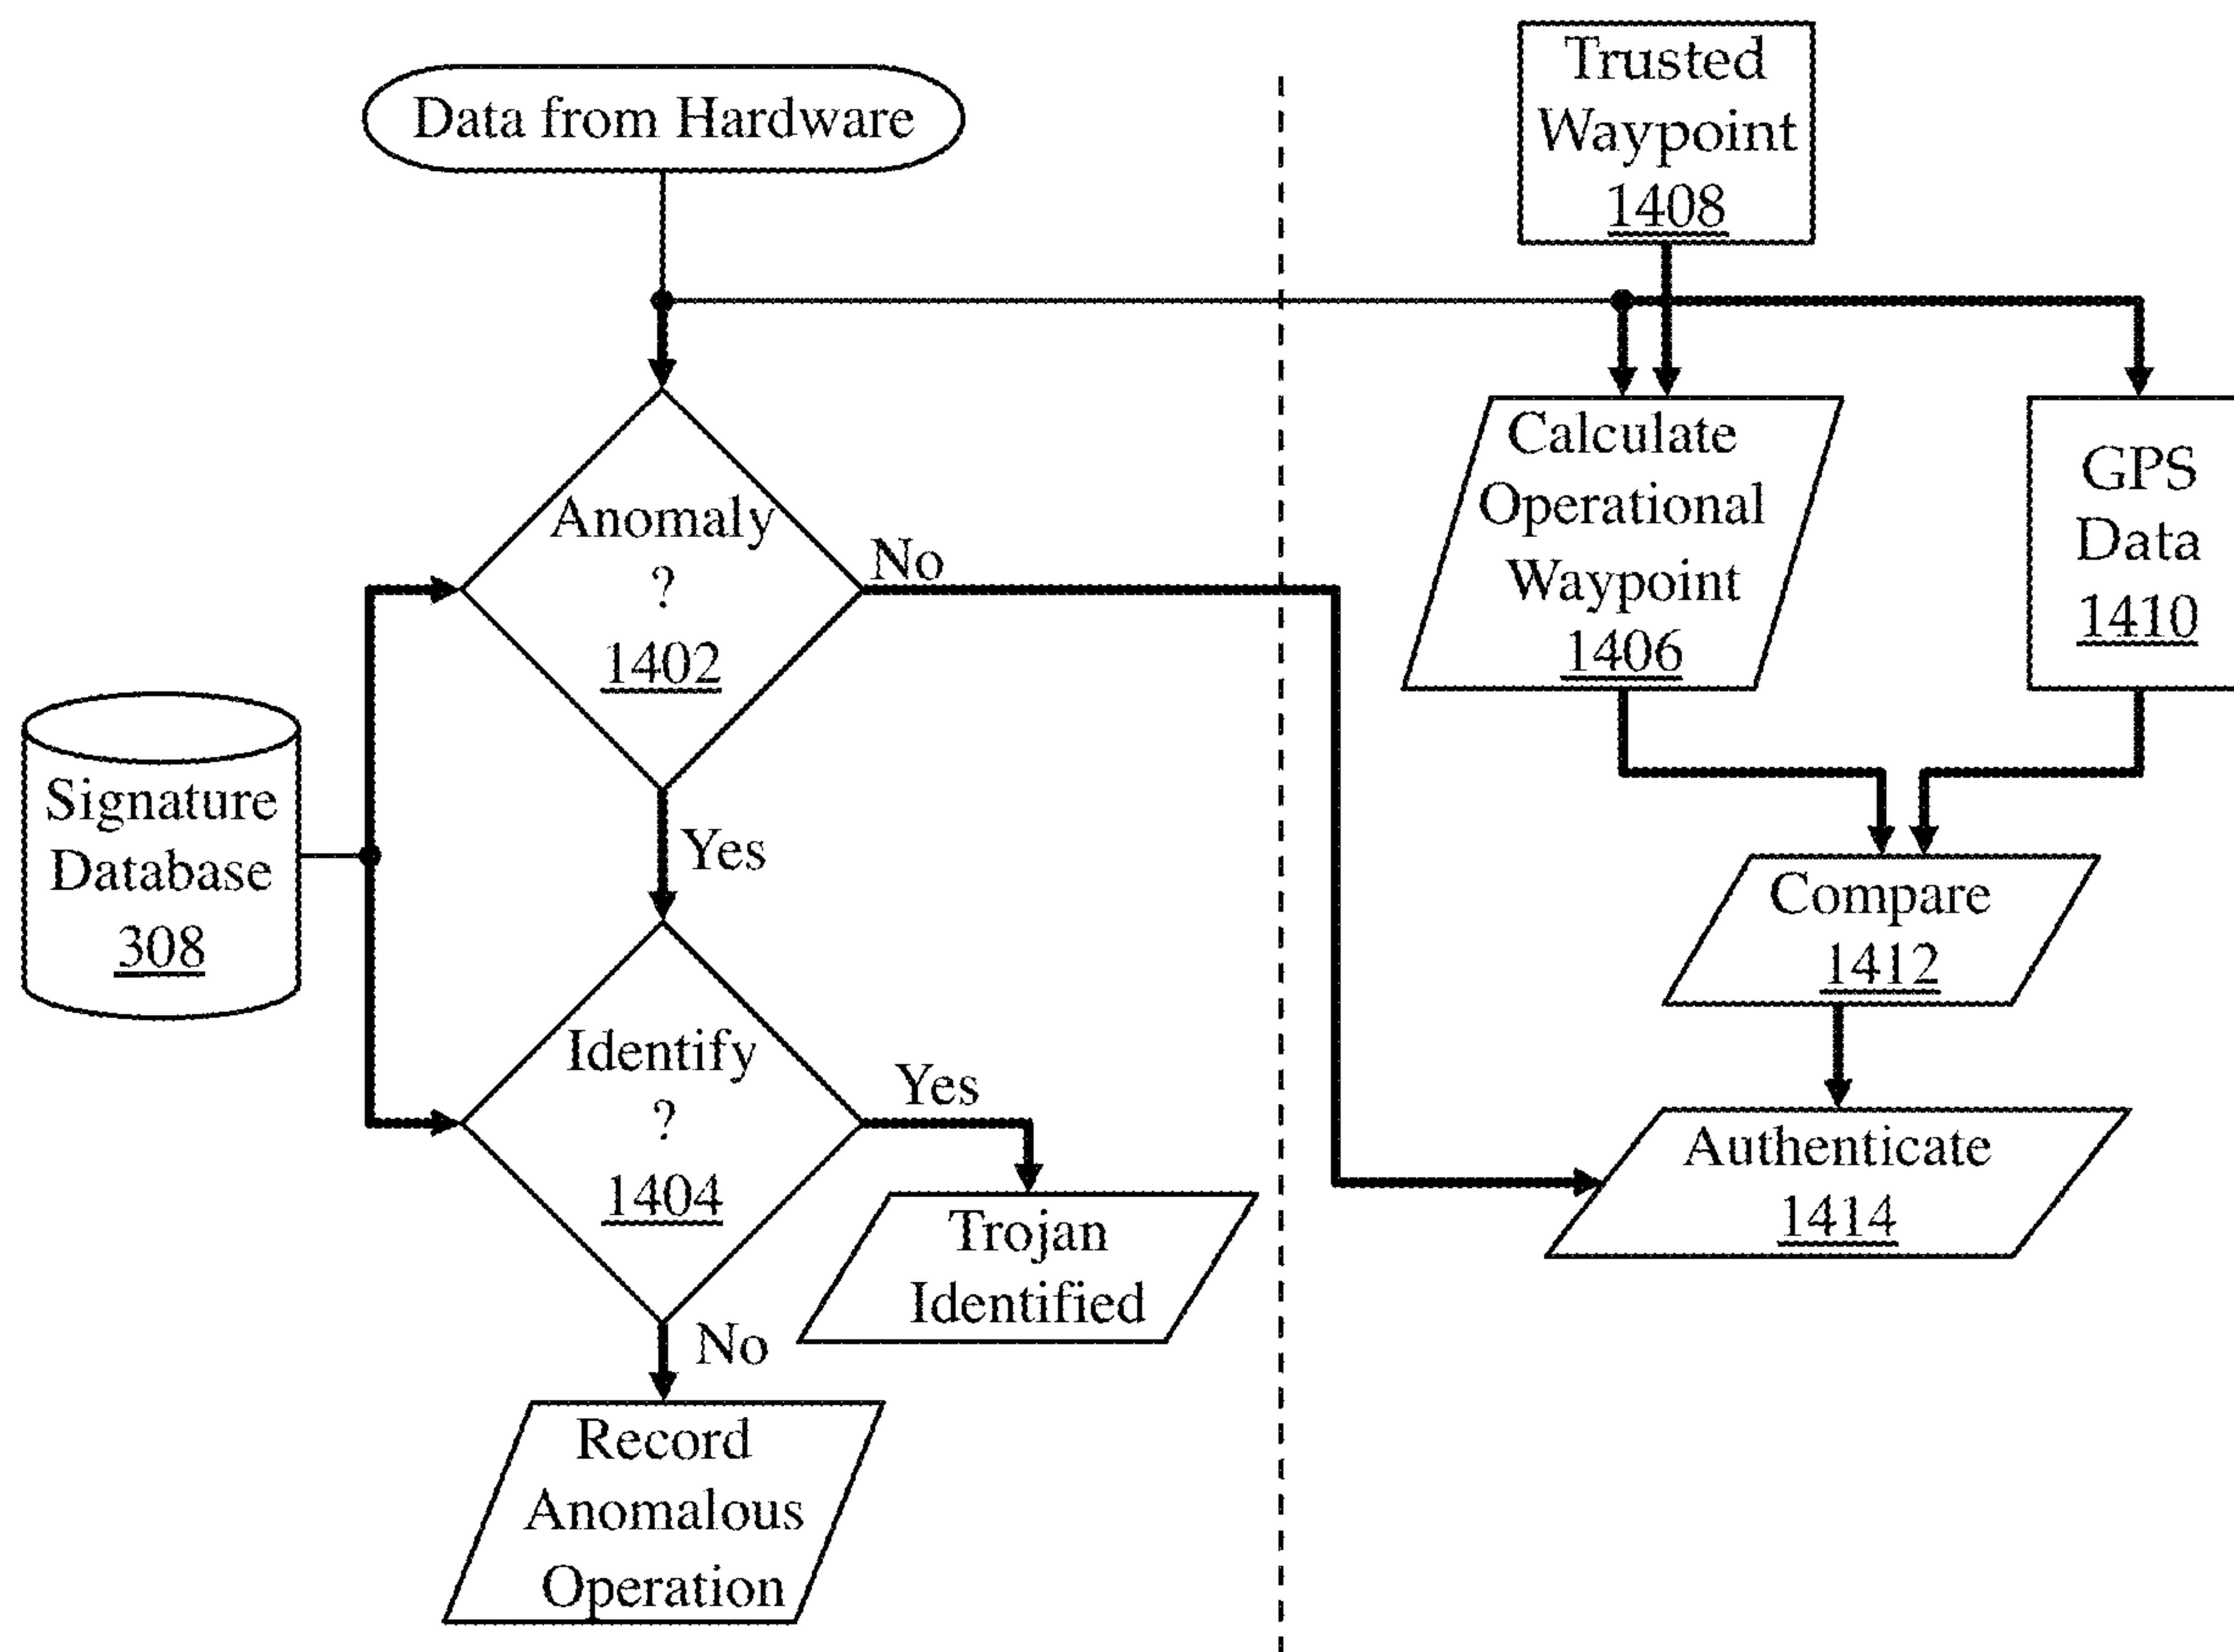 Data from Hardware
Trusted
Waypoint
1408
Anomaly
?
1402
No
Calculate
Operational
Waypoint
1406
GPS
Data
1410
Signature
Database
308
Yes
Compare
1412
Identify
?
1404
Yes
Authenticate
1414
Trojan
Identified
No
Record
Anomalous
Operation